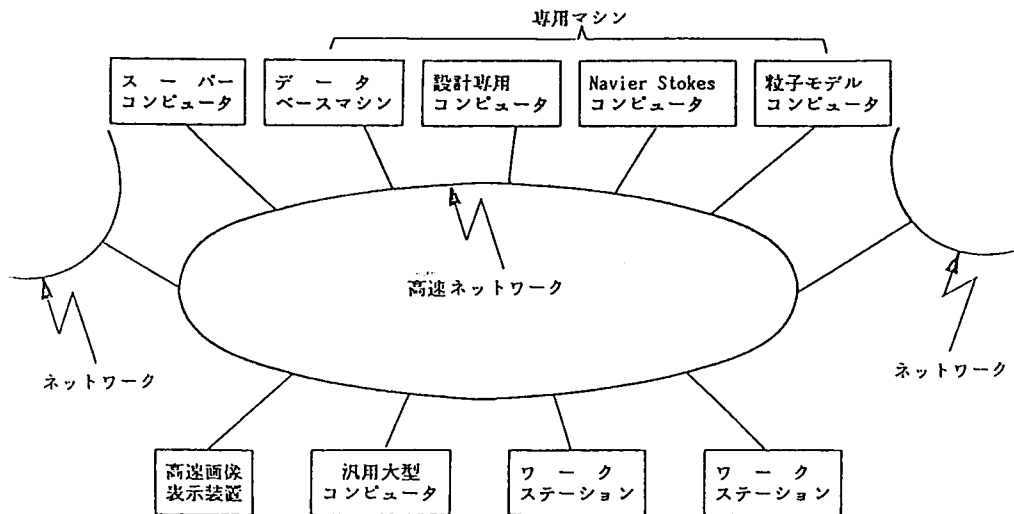 専用マシン
スーパー
コンピュータ
データ
ベースマシン
設計専用
コンピュータ
Navier Stokes
コンピュータ
粒子モデル
コンピュータ
高速ネットワーク
ネットワーク
ネットワーク
高速画像
表示装置
汎用大型
コンピュータ
ワーク
ステーション
ワーク
ステーション